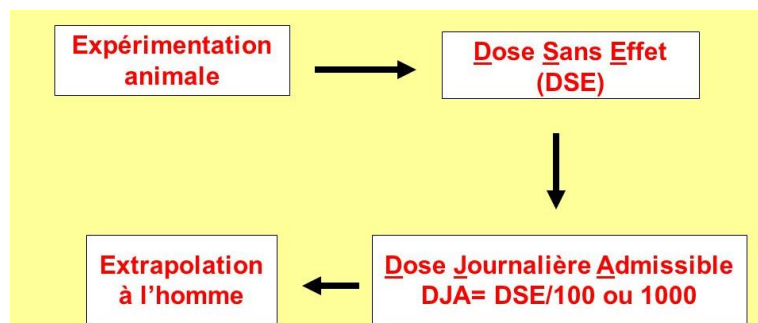 Expérimentation
animale
Dose Sans Effet
(DSE)
Dose Journalière Admissible
DJA= DSE/100 ou 1000
Extrapolation
à l'homme